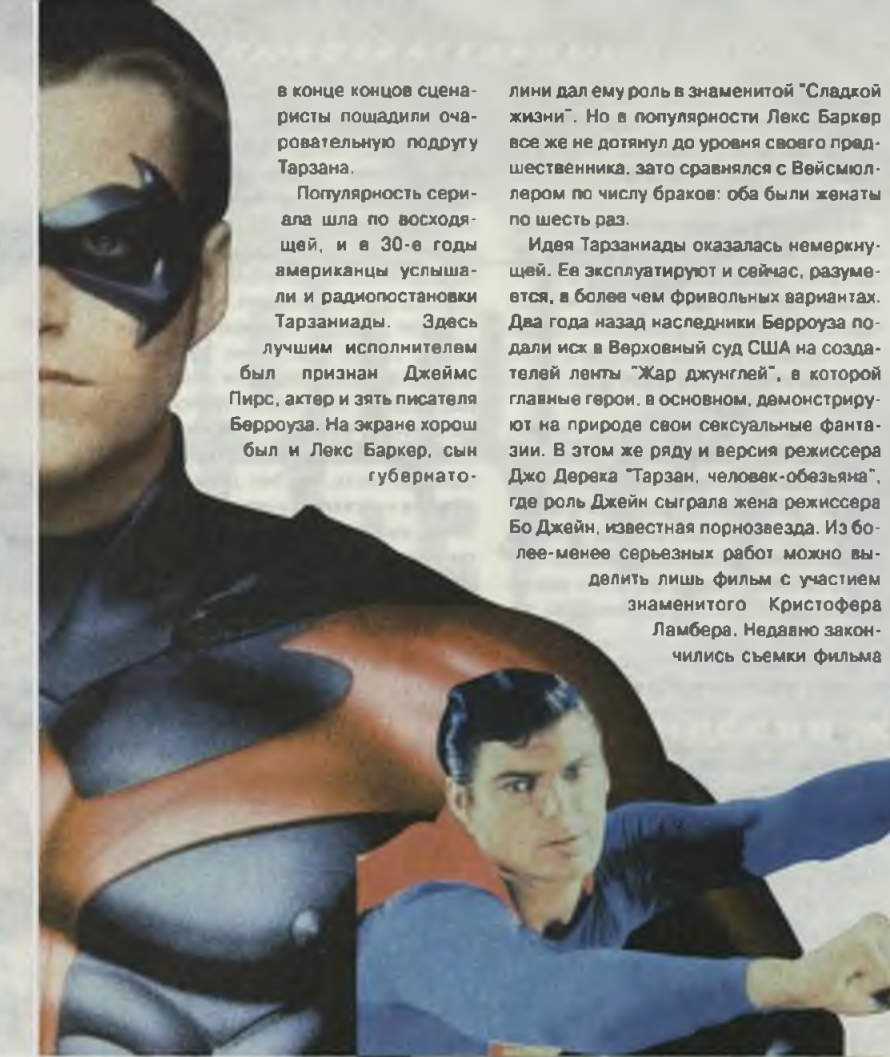 в конце концов сцена-
ристы пощадили оча-
ровательную подругу
Тарзана.
Популярность сери-
ала шла по восходя-
щей, и в 30-е годы
американцы услыша-
ли и радиопостановки
Тарзаниады. Здесь
лучшим исполнителем
был признан Джеймс
Пирс, актер и зять писателя
Берроуза. На экране хорош
был и Лекс Баркер, сын
губернато-
лини дал ему роль в знаменитой "Сладкой
жизни". Но в популярности Лекс Баркер
все же не дотянул до уровня своего пред-
шественника, зато сравнялся с Вейсмюл-
лером по числу браков: оба были женаты
по шесть раз.
Идея Тарзаниады оказалась немеркну-
щей. Ее эксплуатируют и сейчас, разуме-
ется, в более чем фривольных вариантах.
Два года назад наследники Берроуза по-
дали иск в Верховный суд США на созда-
телей ленты "Жар джунглей", в которой
главные герои, в основном, демонстриру-
ют на природе свои сексуальные фанта-
зии. В этом же ряду и версия режиссера
Джо Дерека "Тарзан, человек-обезьяна",
где роль Джейн сыграла жена режиссера
Бо Джейн, известная порнозвезда. Из бо-
лее-менее серьезных работ можно вы-
делить лишь фильм с участием
знаменитого Кристофера
Ламбера. Недавно закон-
чились съемки фильма